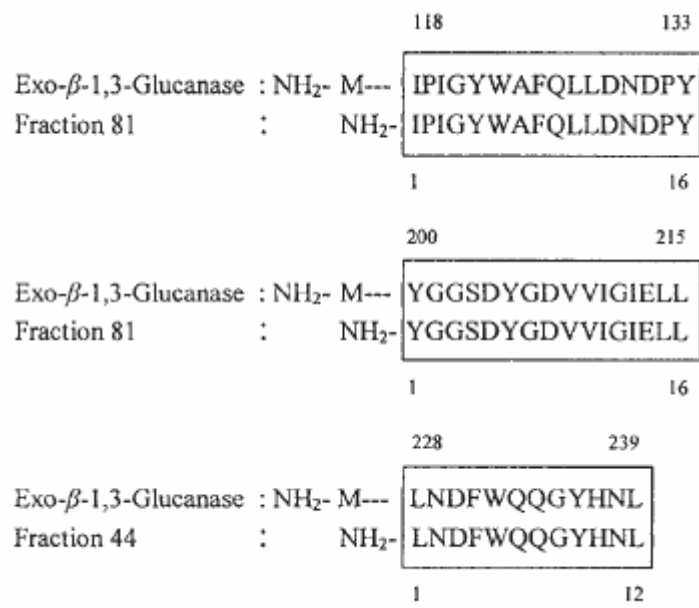 118 133
Exo-β-1,3-Glucanase : NH₂- M--- IPIGYWAFQLLDNDPY
Fraction 81 : NH₂- IPIGYWAFQLLDNDPY
1 16
200 215
Exo-β-1,3-Glucanase : NH₂- M--- YGGSDYGDVVIGIELL
Fraction 81 : NH₂- YGGSDYGDVVIGIELL
1 16
228 239
Exo-β-1,3-Glucanase : NH₂- M--- LNDFWQQGYHNL
Fraction 44 : NH₂- LNDFWQQGYHNL
1 12